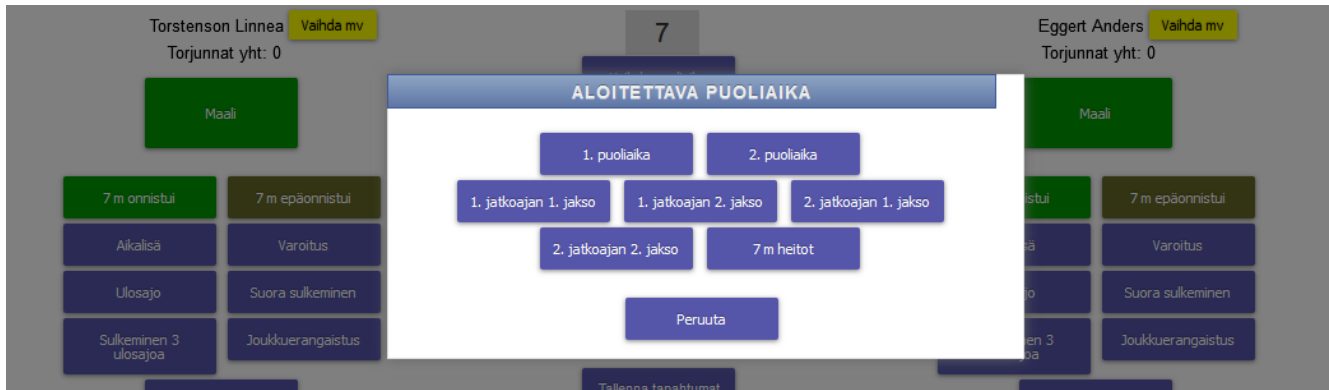 Torstenson Linnea Vaihda mv
Torjunnat yht: 0
7
Eggert Anders Vaihda mv
Torjunnat yht: 0
ALOITETTAVA PUOLIAIKA
Maali
Maali
1. puoliaika 2. puoliaika
1. jatkoajan 1. jakso 1. jatkoajan 2. jakso 2. jatkoajan 1. jakso
2. jatkoajan 2. jakso 7 m heitot
Peruuta
7 m onnistui 7 m epäonnistui
Aikalisä Varoitus
Ulosajo Suora sulkeminen
Sulkeminen 3
ulosajoa
Joukkuerangaistus
7 m epäonnistui
Varoitus
Suora sulkeminen
Joukkuerangaistus
Tallenna tapahtumat